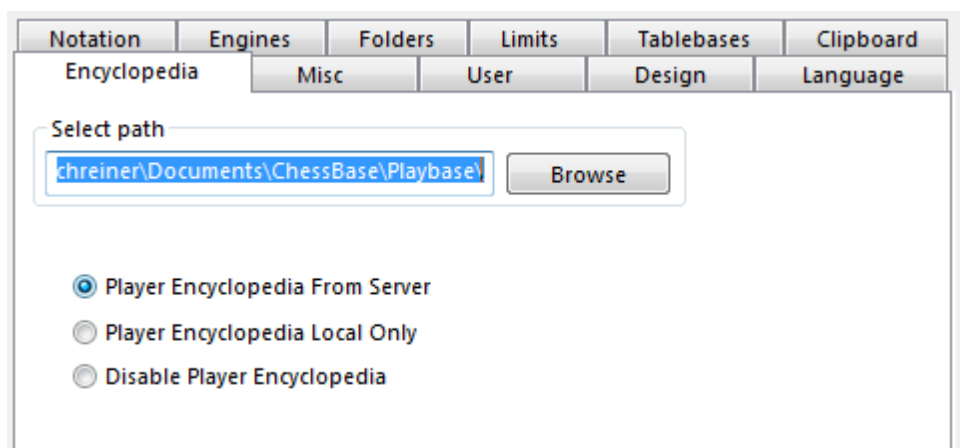 Notation Engines Folders Limits Tablebases Clipboard
Encyclopedia Misc User Design Language
Select path
chreiner\Documents\ChessBase\Playbase\
Browse
Player Encyclopedia From Server
Player Encyclopedia Local Only
Disable Player Encyclopedia